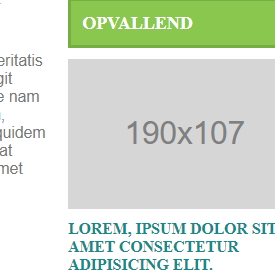 OPVALLEND
eritatis
git
e nam
,
quidem
at
met
190x107
LOREM, IPSUM DOLOR SIT
AMET CONSECTETUR
ADIPISICING ELIT.